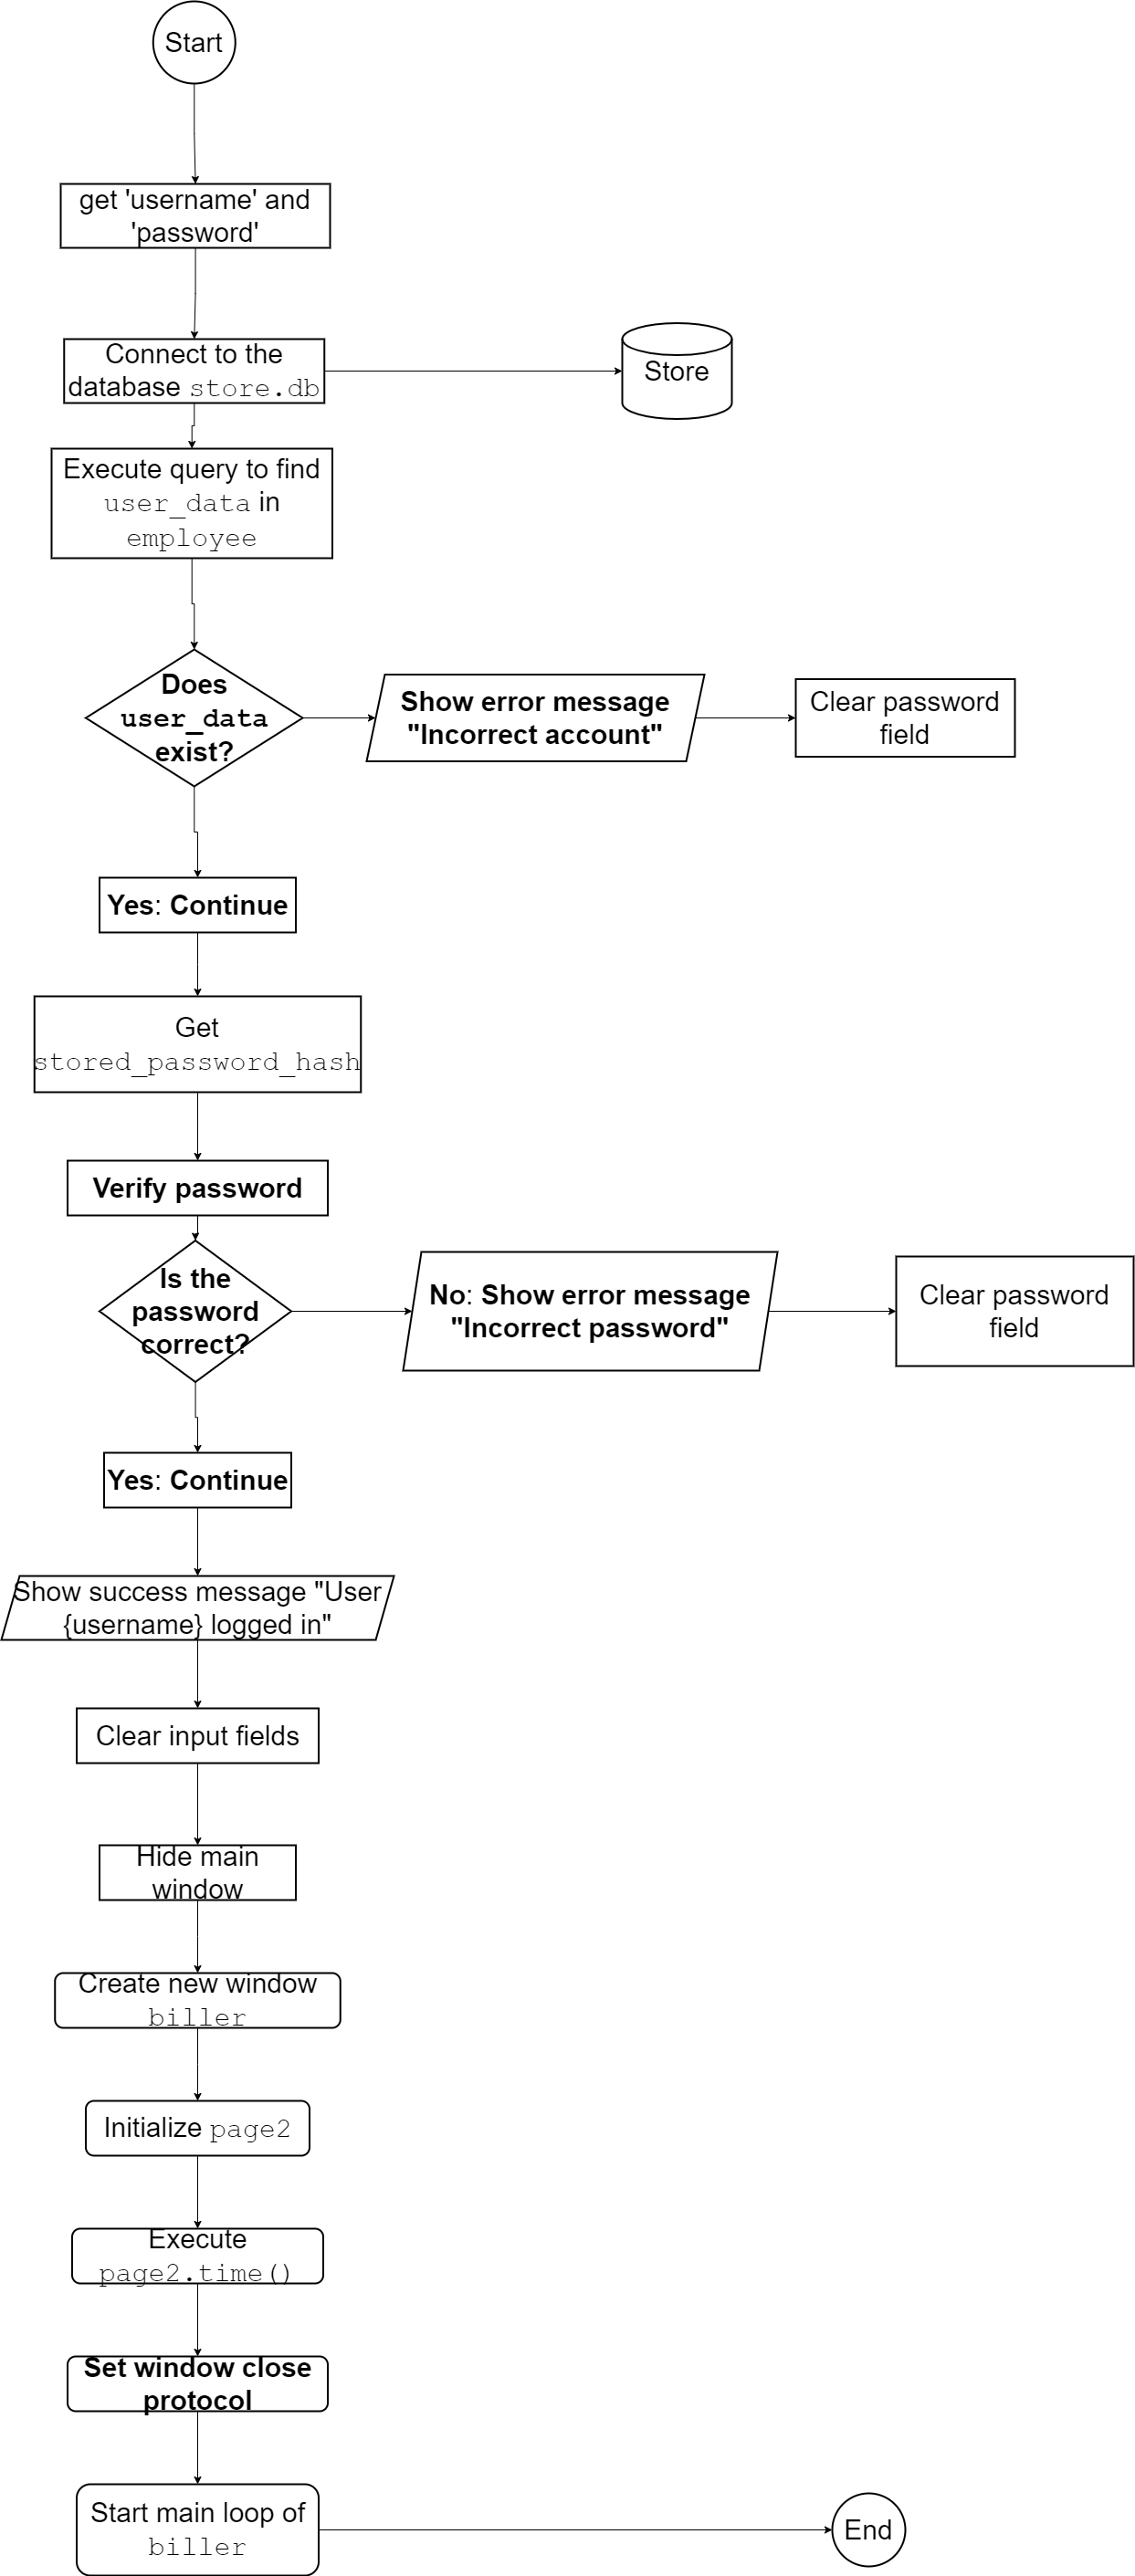 Start
get 'username' and
'password'
Connect to the
database store.db
Store
Execute query to find
user_data in
employee
Does
user_data
exist?
Show error message
"Incorrect account"
Clear password
field
Yes: Continue
Get
stored_password_hash
Verify password
Is the
password
correct?
No: Show error message
"Incorrect password"
Clear password
field
Yes: Continue
Show success message "User
{username} logged in"
Clear input fields
Hide main
window
Create new window
biller
Initialize page2
Execute
page2.time()
Set window close
protocol
Start main loop of
biller
End